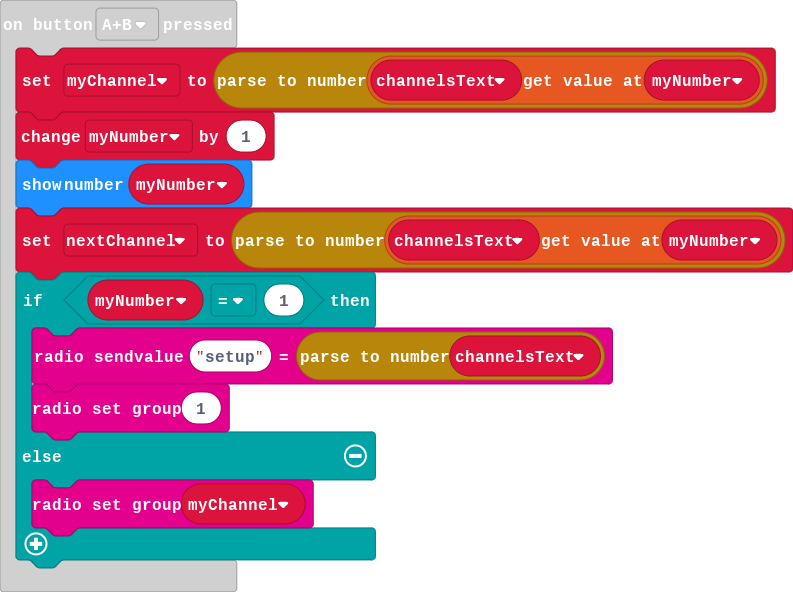 on button A+B pressed
set myChannel to parse to number channelsText get value at myNumber
change myNumber by 1
show number myNumber
set nextChannel to parse to number channelsText get value at myNumber
if myNumber = 1 then
radio sendvalue "setup" = parse to number channelsText
radio set group 1
else
radio set group myChannel